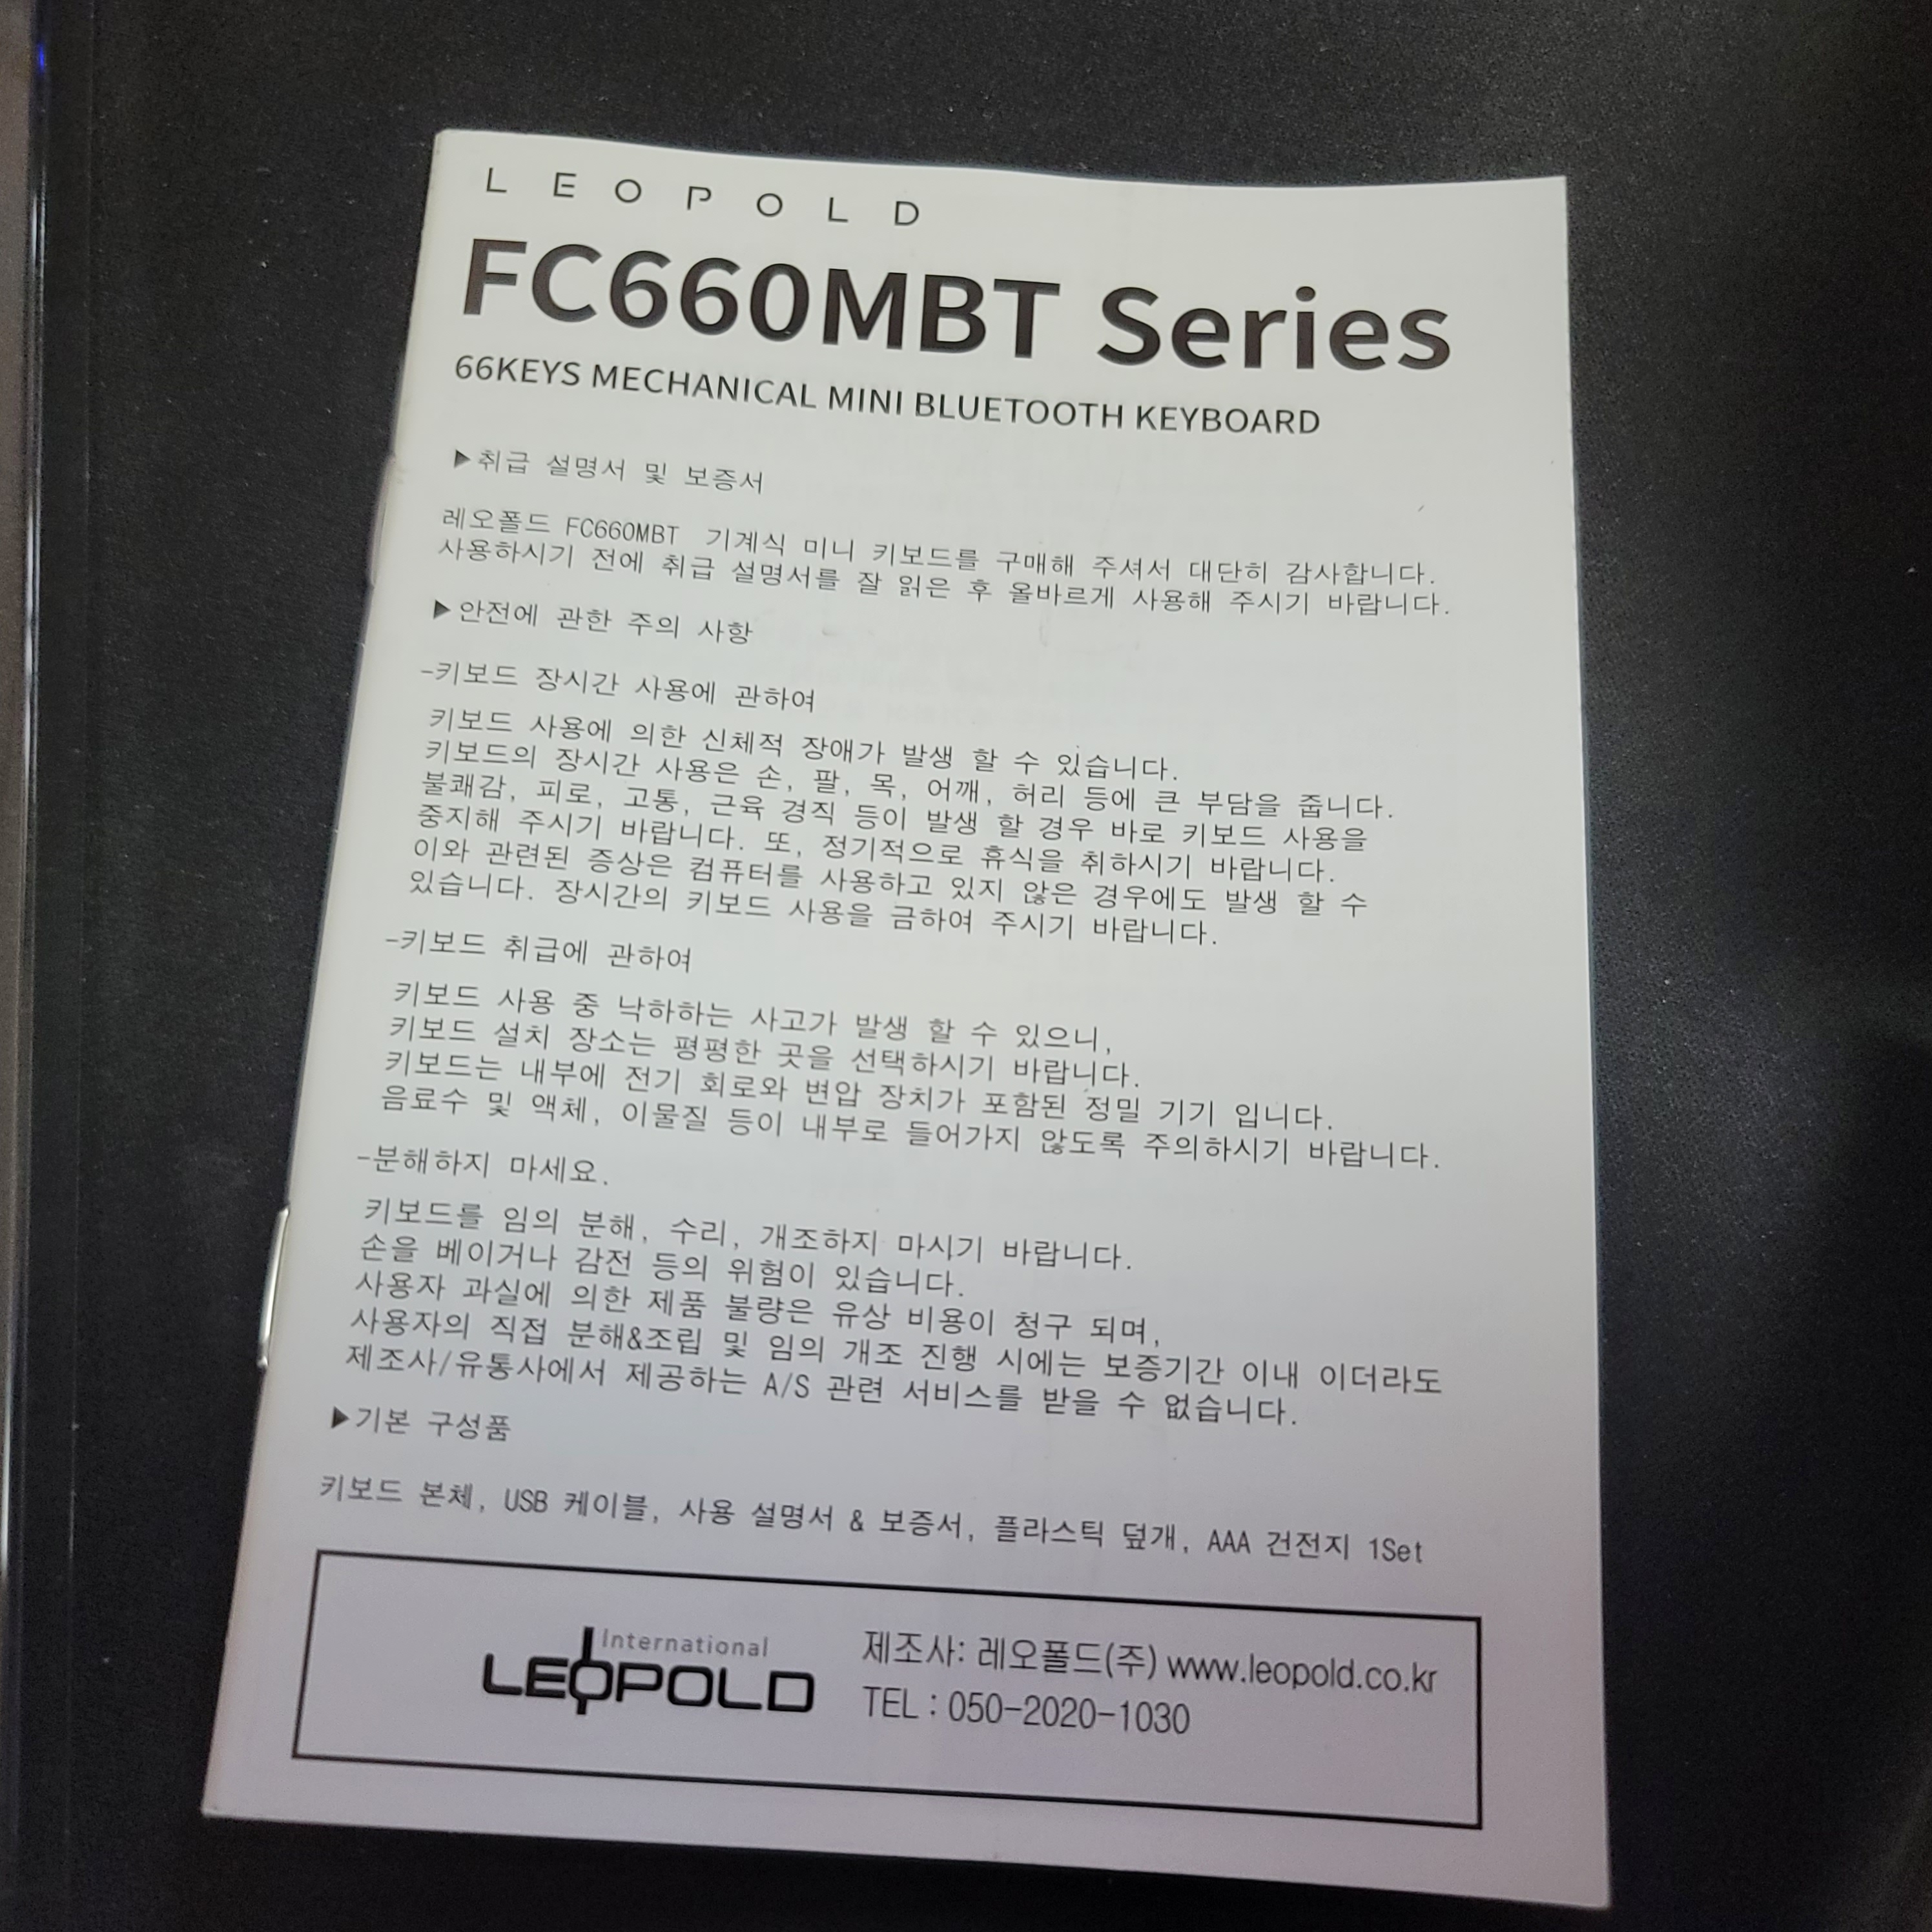 LEOPOLD
FC660MBT Series
66KEYS MECHANICAL MINI BLUETOOTH KEYBOARD
▶취급 설명서 및 보증서
레오폴드 FC660MBT 기계식 미니 키보드를 구매해 주셔서 대단히 감사합니다.
사용하시기 전에 취급 설명서를 잘 읽은 후 올바르게 사용해 주시기 바랍니다.
▶안전에 관한 주의 사항
-키보드 장시간 사용에 관하여
키보드 사용에 의한 신체적 장애가 발생 할 수 있습니다.
키보드의 장시간 사용은 손, 팔, 목, 어깨, 허리 등에 큰 부담을 줍니다.
불쾌감, 피로, 고통, 근육 경직 등이 발생 할 경우 바로 키보드 사용을
중지해 주시기 바랍니다. 또, 정기적으로 휴식을 취하시기 바랍니다.
이와 관련된 증상은 컴퓨터를 사용하고 있지 않은 경우에도 발생 할 수
있습니다. 장시간의 키보드 사용을 금하여 주시기 바랍니다.
-키보드 취급에 관하여
키보드 사용 중 낙하하는 사고가 발생 할 수 있으니,
키보드 설치 장소는 평평한 곳을 선택하시기 바랍니다.
키보드는 내부에 전기 회로와 변압 장치가 포함된 정밀 기기 입니다.
음료수 및 액체, 이물질 등이 내부로 들어가지 않도록 주의하시기 바랍니다.
-분해하지 마세요.
키보드를 임의 분해, 수리, 개조하지 마시기 바랍니다.
손을 베이거나 감전 등의 위험이 있습니다.
사용자 과실에 의한 제품 불량은 유상 비용이 청구 되며,
사용자의 직접 분해&조립 및 임의 개조 진행 시에는 보증기간 이내 이더라도
제조사/유통사에서 제공하는 A/S 관련 서비스를 받을 수 없습니다.
▶기본 구성품
키보드 본체, USB 케이블, 사용 설명서 & 보증서, 플라스틱 덮개, AAA 건전지 1Set
International
LEOPOLD
제조사: 레오폴드(주) www.leopold.co.kr
TEL : 050-2020-1030